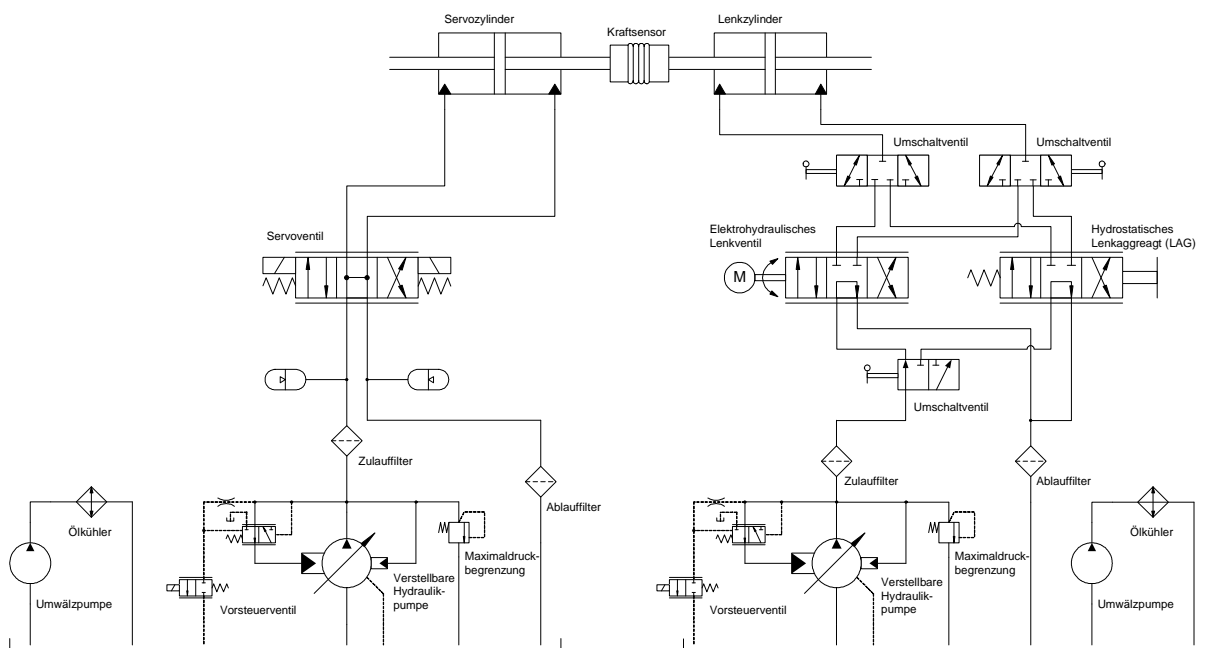 Servozylinder
Lenkzylinder
Kraftsensor
Umschaltventil
Umschaltventil
Servoventil
Elektrohydraulisches
Lenkventil
Hydrostatisches
Lenkaggreagt (LAG)
M
Umschaltventil
Zulauffilter
Ablauffilter
Zulauffilter
Ablauffilter
Ölkühler
Umwälzpumpe
Vorsteuerventil
Verstellbare
Hydraulik-
pumpe
Maximaldruck-
begrenzung
Vorsteuerventil
Verstellbare
Hydraulik-
pumpe
Maximaldruck-
begrenzung
Ölkühler
Umwälzpumpe